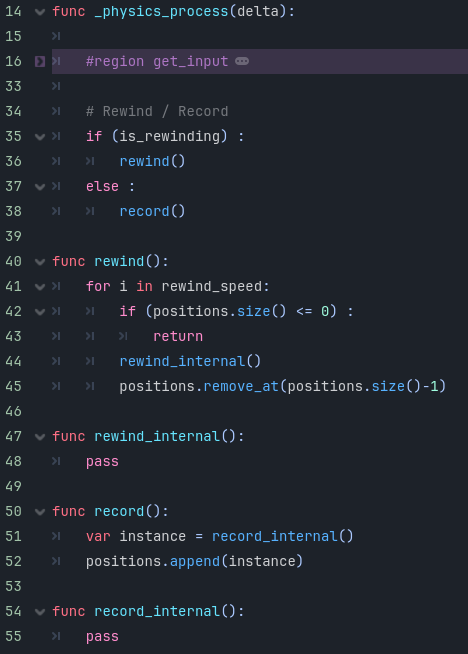 14 func _physics_process(delta):
15
16 #region get_input
33
34 # Rewind / Record
35 if (is_rewinding) :
36 rewind()
37 else :
38 record()
39
40 func rewind():
41 for i in rewind_speed:
42 if (positions.size() <= 0) :
43 return
44 rewind_internal()
45 positions.remove_at(positions.size()-1)
46
47 func rewind_internal():
48 pass
49
50 func record():
51 var instance = record_internal()
52 positions.append(instance)
53
54 func record_internal():
55 pass